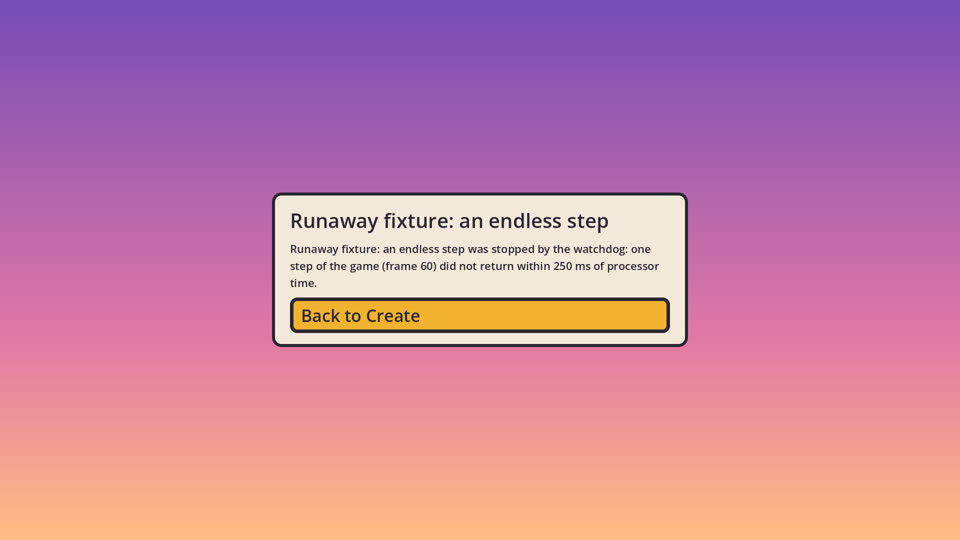 Runaway fixture: an endless step
Runaway fixture: an endless step was stopped by the watchdog: one
step of the game (frame 60) did not return within 250 ms of processor
time.
Back to Create